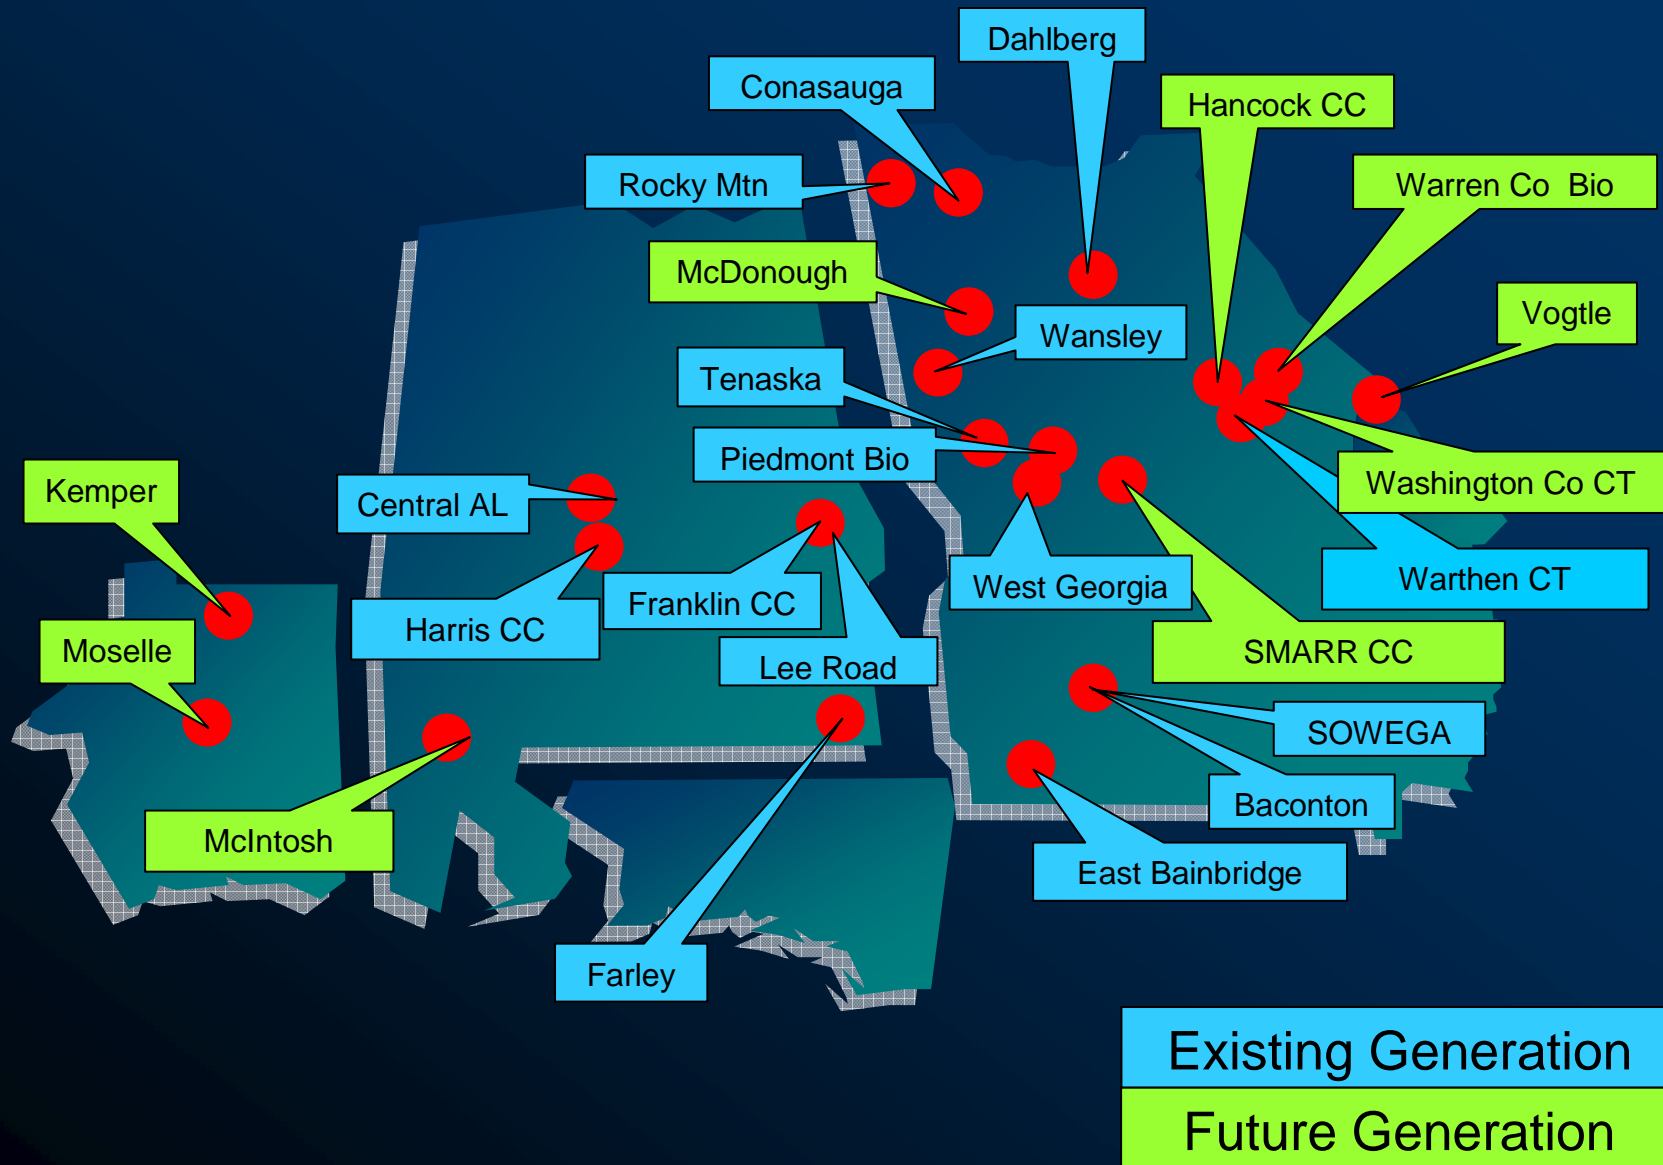 Dahlberg
Conasauga
Hancock CC
Rocky Mtn
Warren Co  Bio
McDonough
Vogtle
Wansley
Tenaska
Piedmont Bio
Kemper
Central AL
Washington Co CT
West Georgia
Warthen CT
Franklin CC
Harris CC
Moselle
SMARR CC
Lee Road
SOWEGA
Baconton
McIntosh
East Bainbridge
Farley
Existing Generation
Future Generation